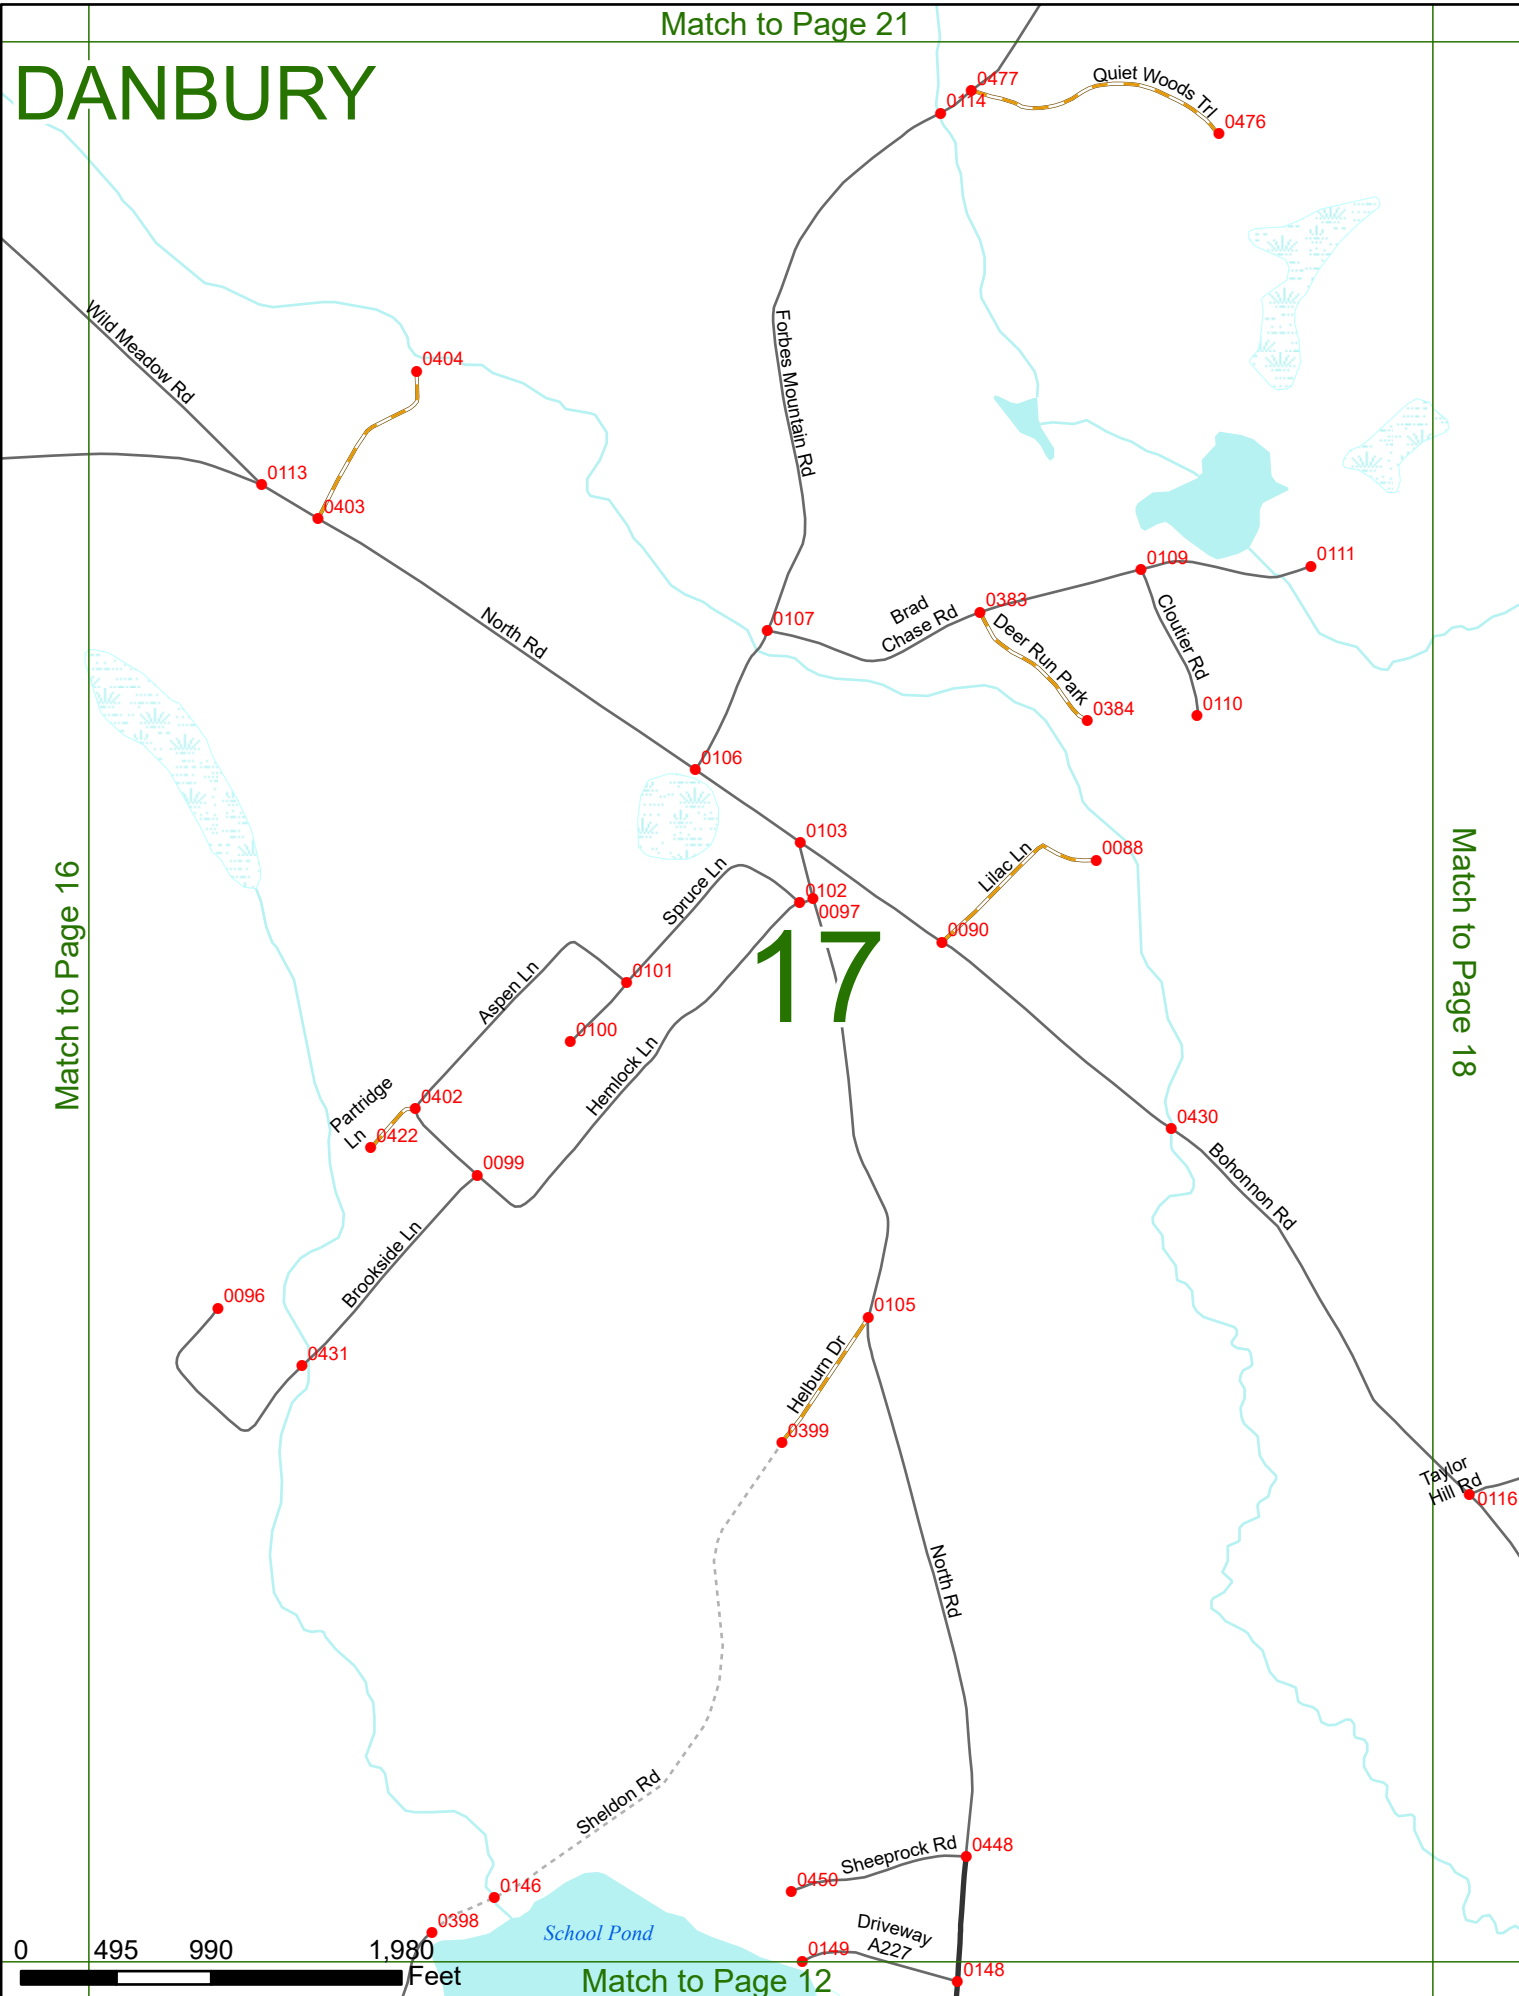 Match to Page 21
DANBURY
0477
Quiet Woods Trl
0114
0476
Wild Meadow Rd
Forbes Mountain Rd
0404
0113
0403
0109
0111
North Rd
0107
Brad
Chase Rd
0383
Deer Run Park
Cloutier Rd
0384
0110
0106
0103
0088
Lilac Ln
Match to Page 16
Match to Page 18
Spruce Ln
0102
0097
0090
17
Aspen Ln
0101
0100
Hemlock Ln
Partridge
Ln
0402
0422
0430
0099
Bohonnon Rd
Brookside Ln
0096
0105
0431
Helburn Dr
0399
Taylor
Hill Rd
0116
North Rd
Sheldon Rd
Sheeprock Rd
0448
0450
0146
0398
School Pond
Driveway
A227
0149
0148
0 495 990 1,980
Feet
Match to Page 12